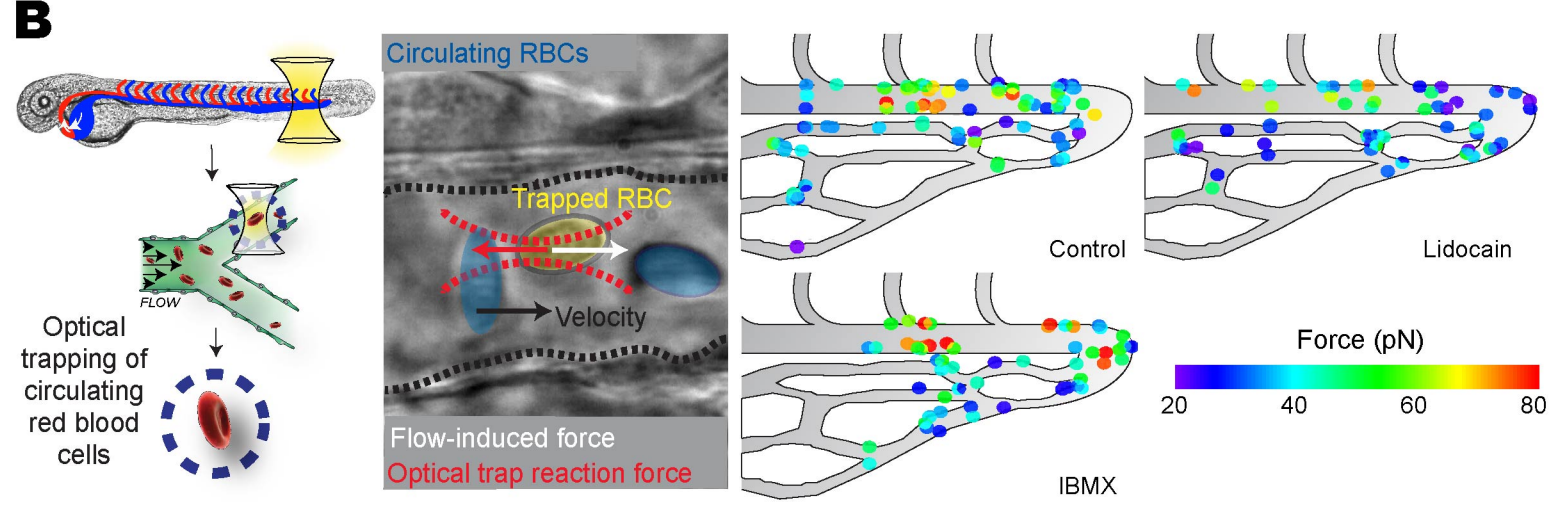 B
FLOW
Optical
trapping of
circulating
red blood
cells
Circulating RBCs
Trapped RBC
Velocity
Flow-induced force
Optical trap reaction force
Control
Lidocain
IBMX
Force (pN)
20 40 60 80